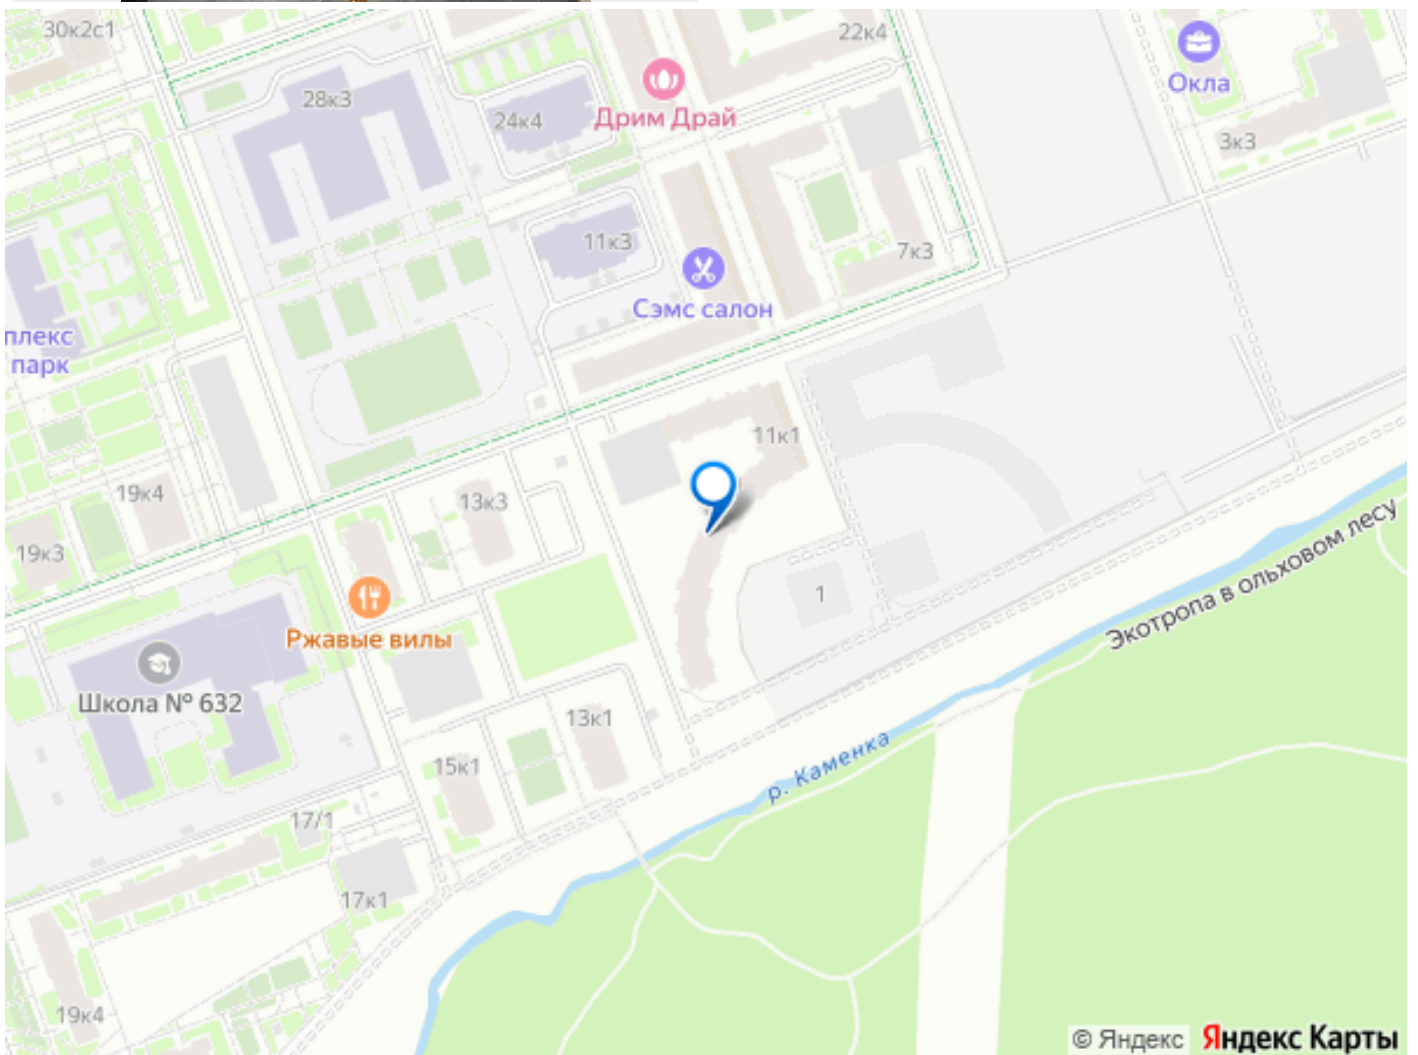 30к2с1
22к4
Окла
28к3
24к4
Дрим Драй
3к3
11к3
7к3
Сэмс салон
плекс
парк
11к1
19к4
13к3
19к3
Ржавые вилы
1
Экотропа в ольховом лесу
Школа № 632
13к1
р. Каменка
15к1
17/1
17к1
19к4
© Яндекс Яндекс Карты